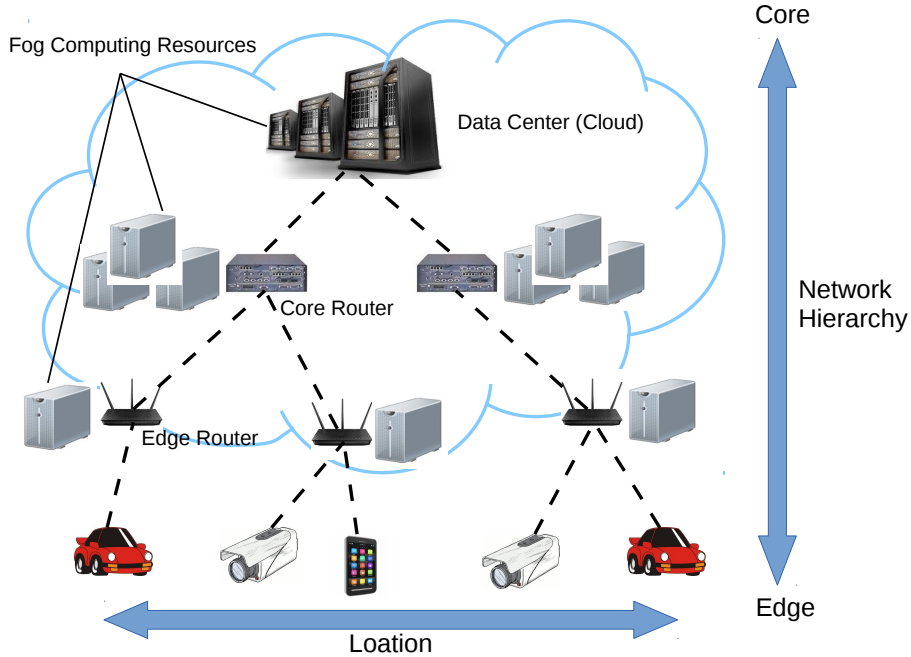 Core
Fog Computing Resources
Data Center (Cloud)
Core Router
Network
Hierarchy
Edge Router
Edge
Loation